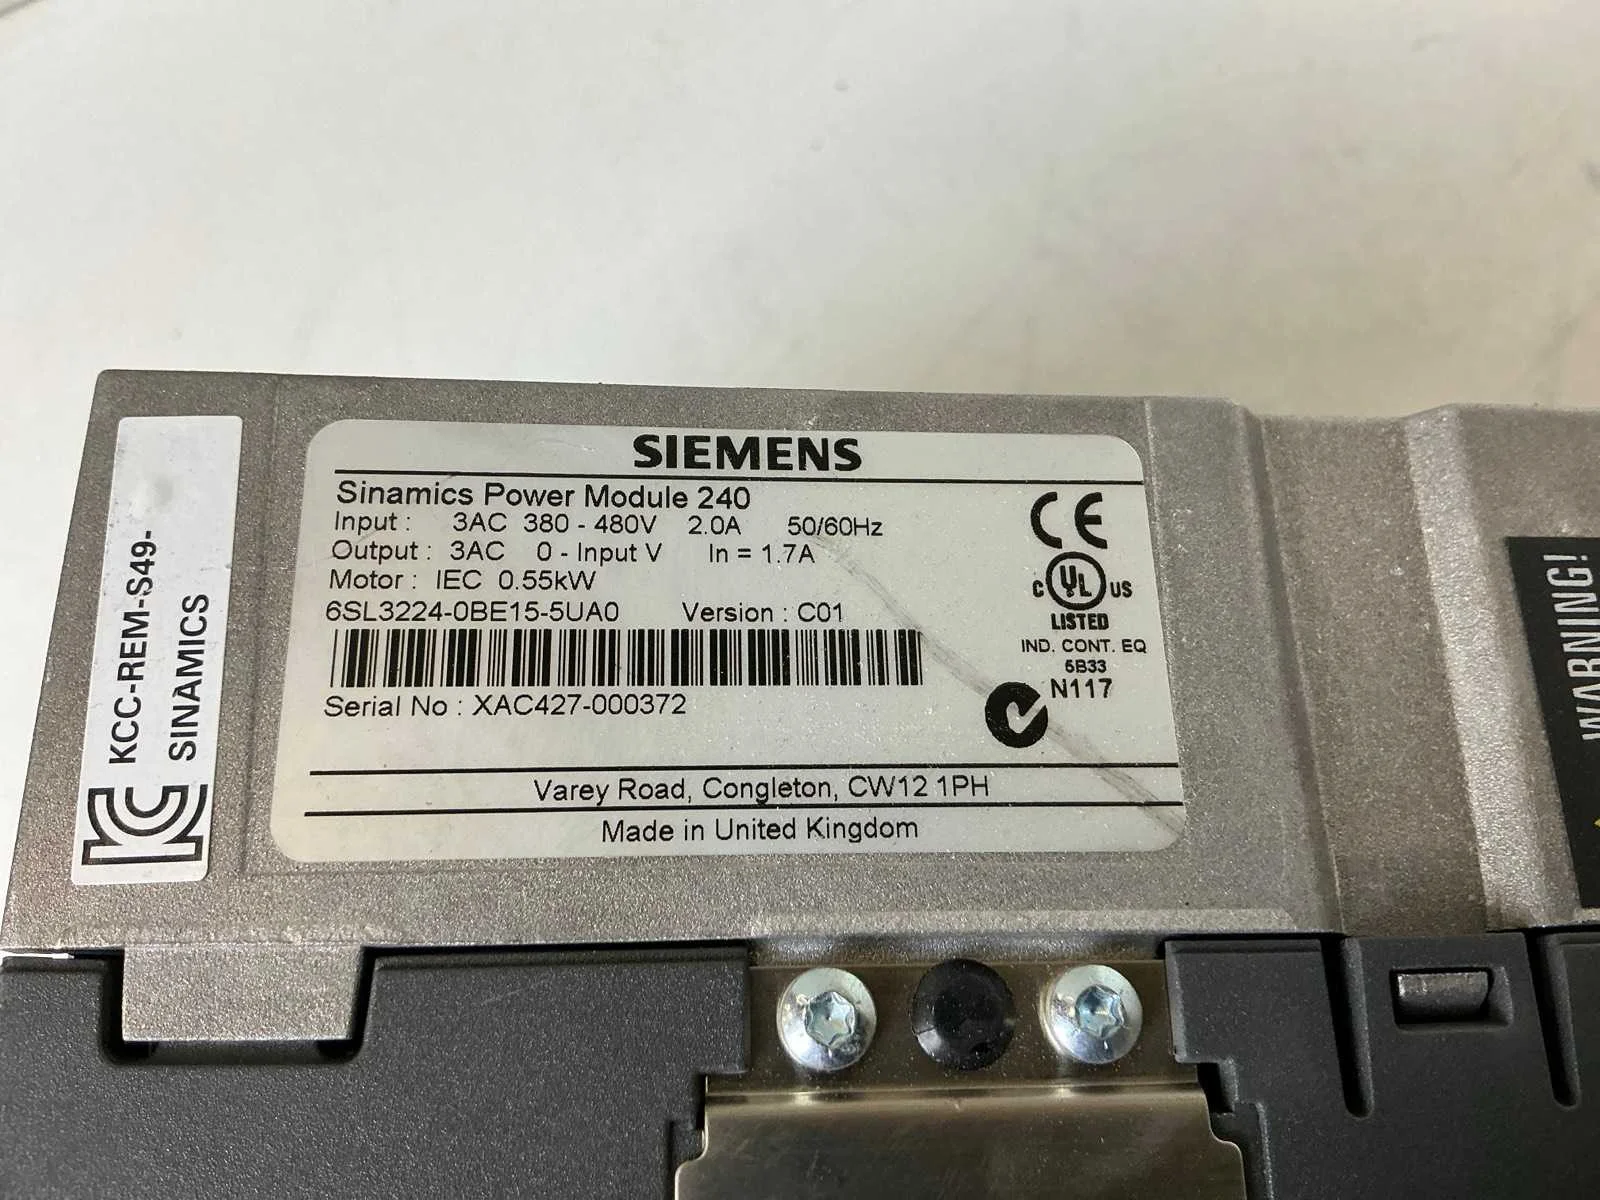 KCC-REM-S49-
SINAMICS
SIEMENS
Sinamics Power Module 240
Input : 3AC 380 - 480V 2.0A 50/60Hz
Output : 3AC 0 - Input V In = 1.7A
Motor : IEC 0.55kW
6SL3224-0BE15-5UA0 Version : C01
Serial No : XAC427-000372
CE
C UL US
LISTED
IND. CONT. EQ
5B33
N117
Varey Road, Congleton, CW12 1PH
Made in United Kingdom
WARNING!